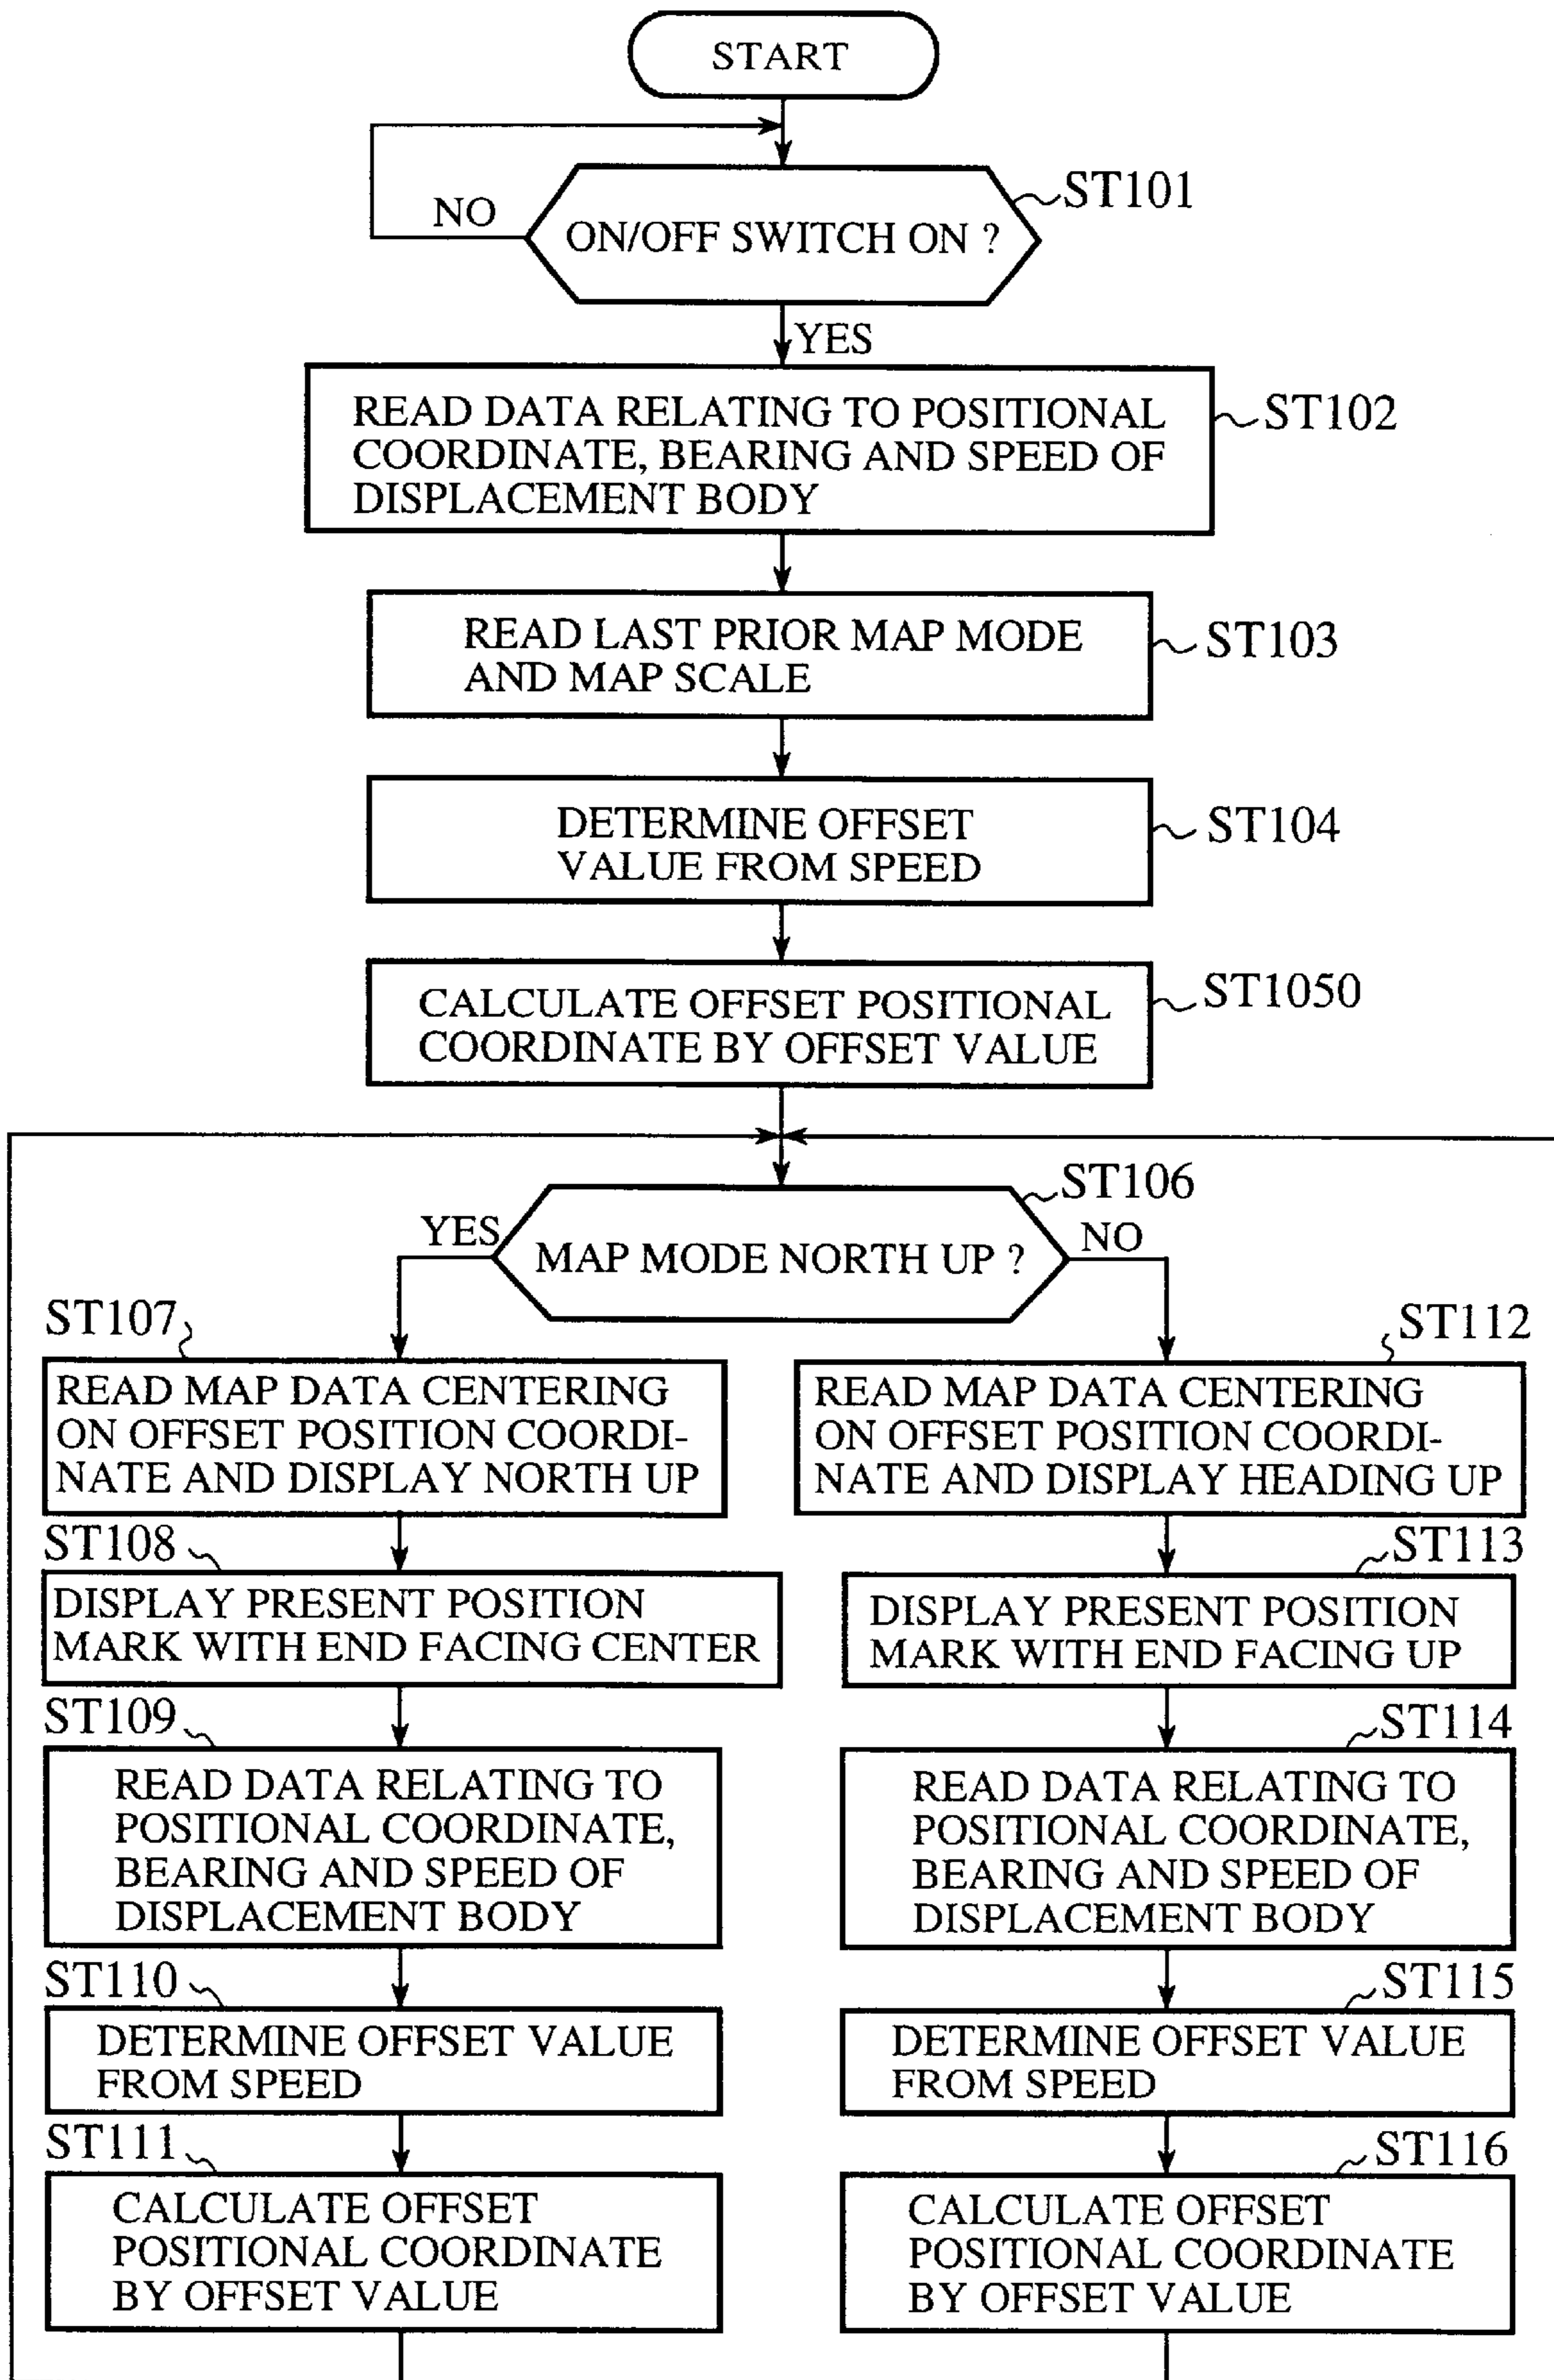 START
NO
ON/OFF SWITCH ON ?
ST101
YES
READ DATA RELATING TO POSITIONAL
COORDINATE, BEARING AND SPEED OF
DISPLACEMENT BODY
ST102
READ LAST PRIOR MAP MODE
AND MAP SCALE
ST103
DETERMINE OFFSET
VALUE FROM SPEED
ST104
CALCULATE OFFSET POSITIONAL
COORDINATE BY OFFSET VALUE
ST1050
ST106
YES
MAP MODE NORTH UP ?
NO
ST107
READ MAP DATA CENTERING
ON OFFSET POSITION COORDI-
NATE AND DISPLAY NORTH UP
ST108
DISPLAY PRESENT POSITION
MARK WITH END FACING CENTER
ST109
READ DATA RELATING TO
POSITIONAL COORDINATE,
BEARING AND SPEED OF
DISPLACEMENT BODY
ST110
DETERMINE OFFSET VALUE
FROM SPEED
ST111
CALCULATE OFFSET
POSITIONAL COORDINATE
BY OFFSET VALUE
ST112
READ MAP DATA CENTERING
ON OFFSET POSITION COORDI-
NATE AND DISPLAY HEADING UP
ST113
DISPLAY PRESENT POSITION
MARK WITH END FACING UP
ST114
READ DATA RELATING TO
POSITIONAL COORDINATE,
BEARING AND SPEED OF
DISPLACEMENT BODY
ST115
DETERMINE OFFSET VALUE
FROM SPEED
ST116
CALCULATE OFFSET
POSITIONAL COORDINATE
BY OFFSET VALUE